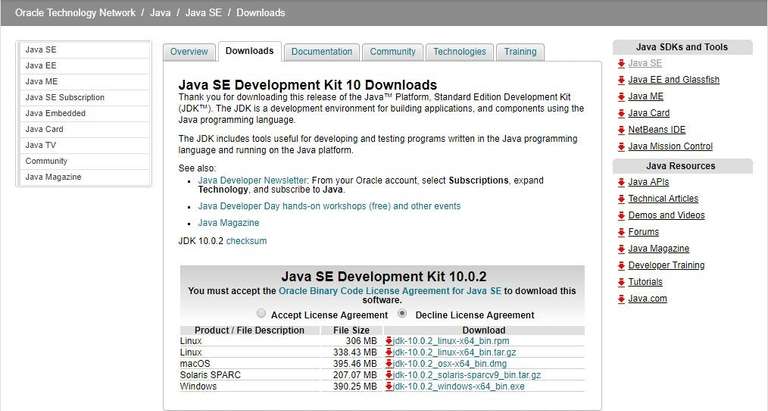 Oracle Technology Network / Java / Java SE / Downloads
Java SE
Java EE
Java ME
Java SE Subscription
Java Embedded
Java Card
Java TV
Community
Java Magazine
Overview Downloads Documentation Community Technologies Training
Java SE Development Kit 10 Downloads
Thank you for downloading this release of the Java™ Platform, Standard Edition Development Kit
(JDK™). The JDK is a development environment for building applications, and components using the
Java programming language.
The JDK includes tools useful for developing and testing programs written in the Java programming
language and running on the Java platform.
See also:
• Java Developer Newsletter: From your Oracle account, select Subscriptions, expand
Technology, and subscribe to Java.
• Java Developer Day hands-on workshops (free) and other events
• Java Magazine
JDK 10.0.2 checksum
Java SE Development Kit 10.0.2
You must accept the Oracle Binary Code License Agreement for Java SE to download this
software.
Accept License Agreement Decline License Agreement
Product / File Description File Size Download
Linux 306 MB jdk-10.0.2_linux-x64_bin.rpm
Linux 338.43 MB jdk-10.0.2_linux-x64_bin.tar.gz
macOS 395.46 MB jdk-10.0.2_osx-x64_bin.dmg
Solaris SPARC 207.07 MB jdk-10.0.2_solaris-sparcv9_bin.tar.gz
Windows 390.25 MB jdk-10.0.2_windows-x64_bin.exe
Java SDKs and Tools
Java SE
Java EE and Glassfish
Java ME
Java Card
NetBeans IDE
Java Mission Control
Java Resources
Java APIs
Technical Articles
Demos and Videos
Forums
Java Magazine
Developer Training
Tutorials
Java.com